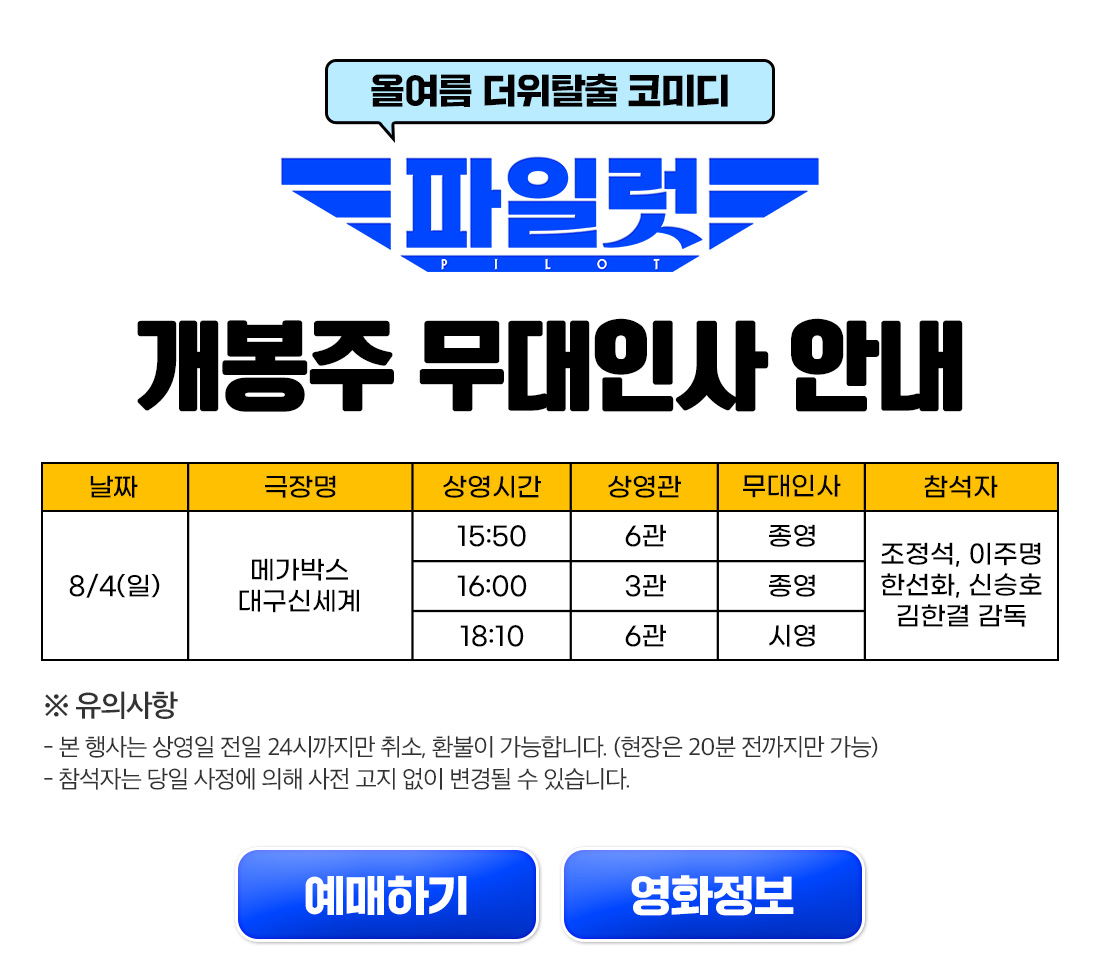 올여름 더위탈출 코미디
파일럿
PILOT
개봉주 무대인사 안내
날짜 극장명 상영시간 상영관 무대인사 참석자
8/4(일) 메가박스 대구신세계 15:50 6관 종영 조정석, 이주명
16:00 3관 종영 한선화, 신승호
18:10 6관 시영 김한결 감독
※ 유의사항
- 본 행사는 상영일 전일 24시까지만 취소, 환불이 가능합니다. (현장은 20분 전까지만 가능)
- 참석자는 당일 사정에 의해 사전 고지 없이 변경될 수 있습니다.
예매하기 영화정보